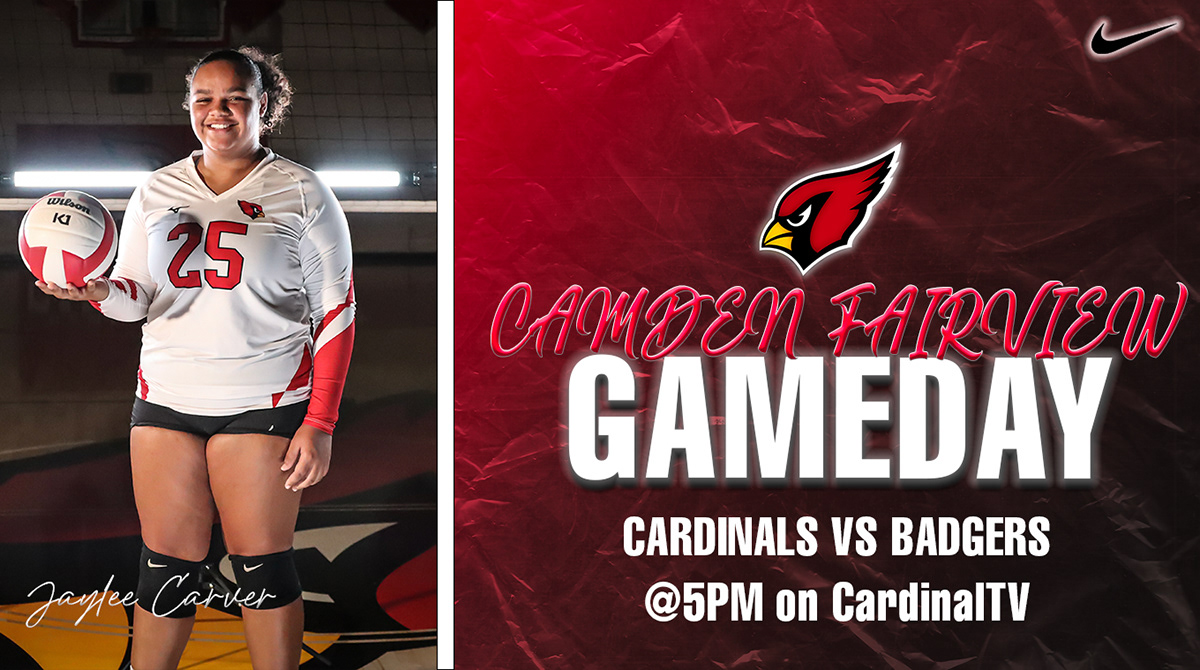 Wilson
K1
25
Jaylee Carver
CAMDEN FAIRVIEW
GAMEDAY
CARDINALS VS BADGERS
@5PM on CardinalTV